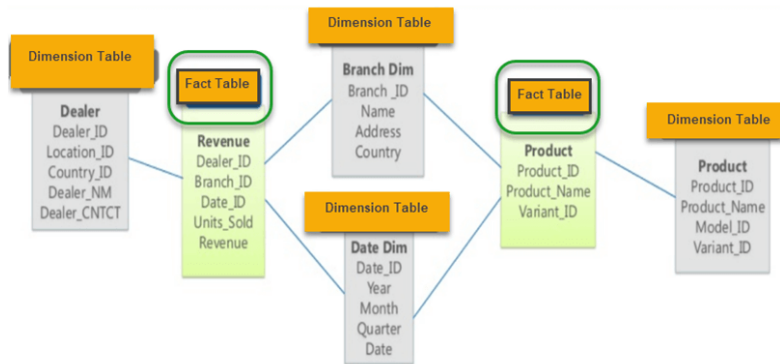 Dimension Table
Dealer
Dealer_ID
Location_ID
Country_ID
Dealer_NM
Dealer_CNTCT
Fact Table
Revenue
Dealer_ID
Branch_ID
Date_ID
Units_Sold
Revenue
Dimension Table
Branch Dim
Branch _ID
Name
Address
Country
Dimension Table
Date Dim
Date_ID
Year
Month
Quarter
Date
Fact Table
Product
Product_ID
Product_Name
Variant_ID
Dimension Table
Product
Product_ID
Product_Name
Model_ID
Variant_ID